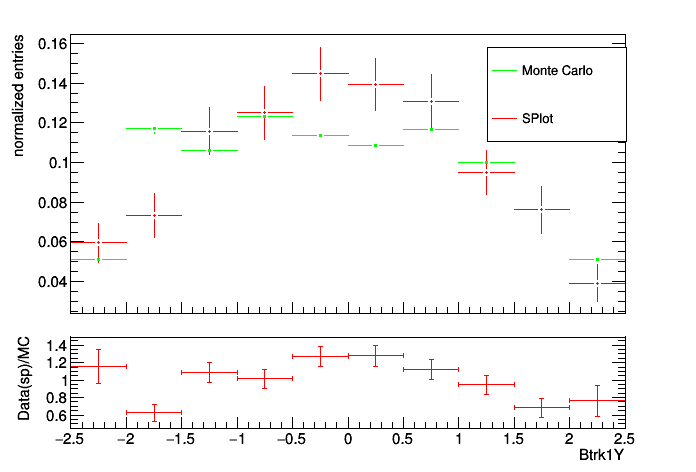 normalized entries
0.16
0.14
0.12
0.1
0.08
0.06
0.04
Monte Carlo
SPlot
Data(sp)/MC
1.4
1.2
1
0.8
0.6
−2.5 −2 −1.5 −1 −0.5 0 0.5 1 1.5 2 2.5
Btrk1Y